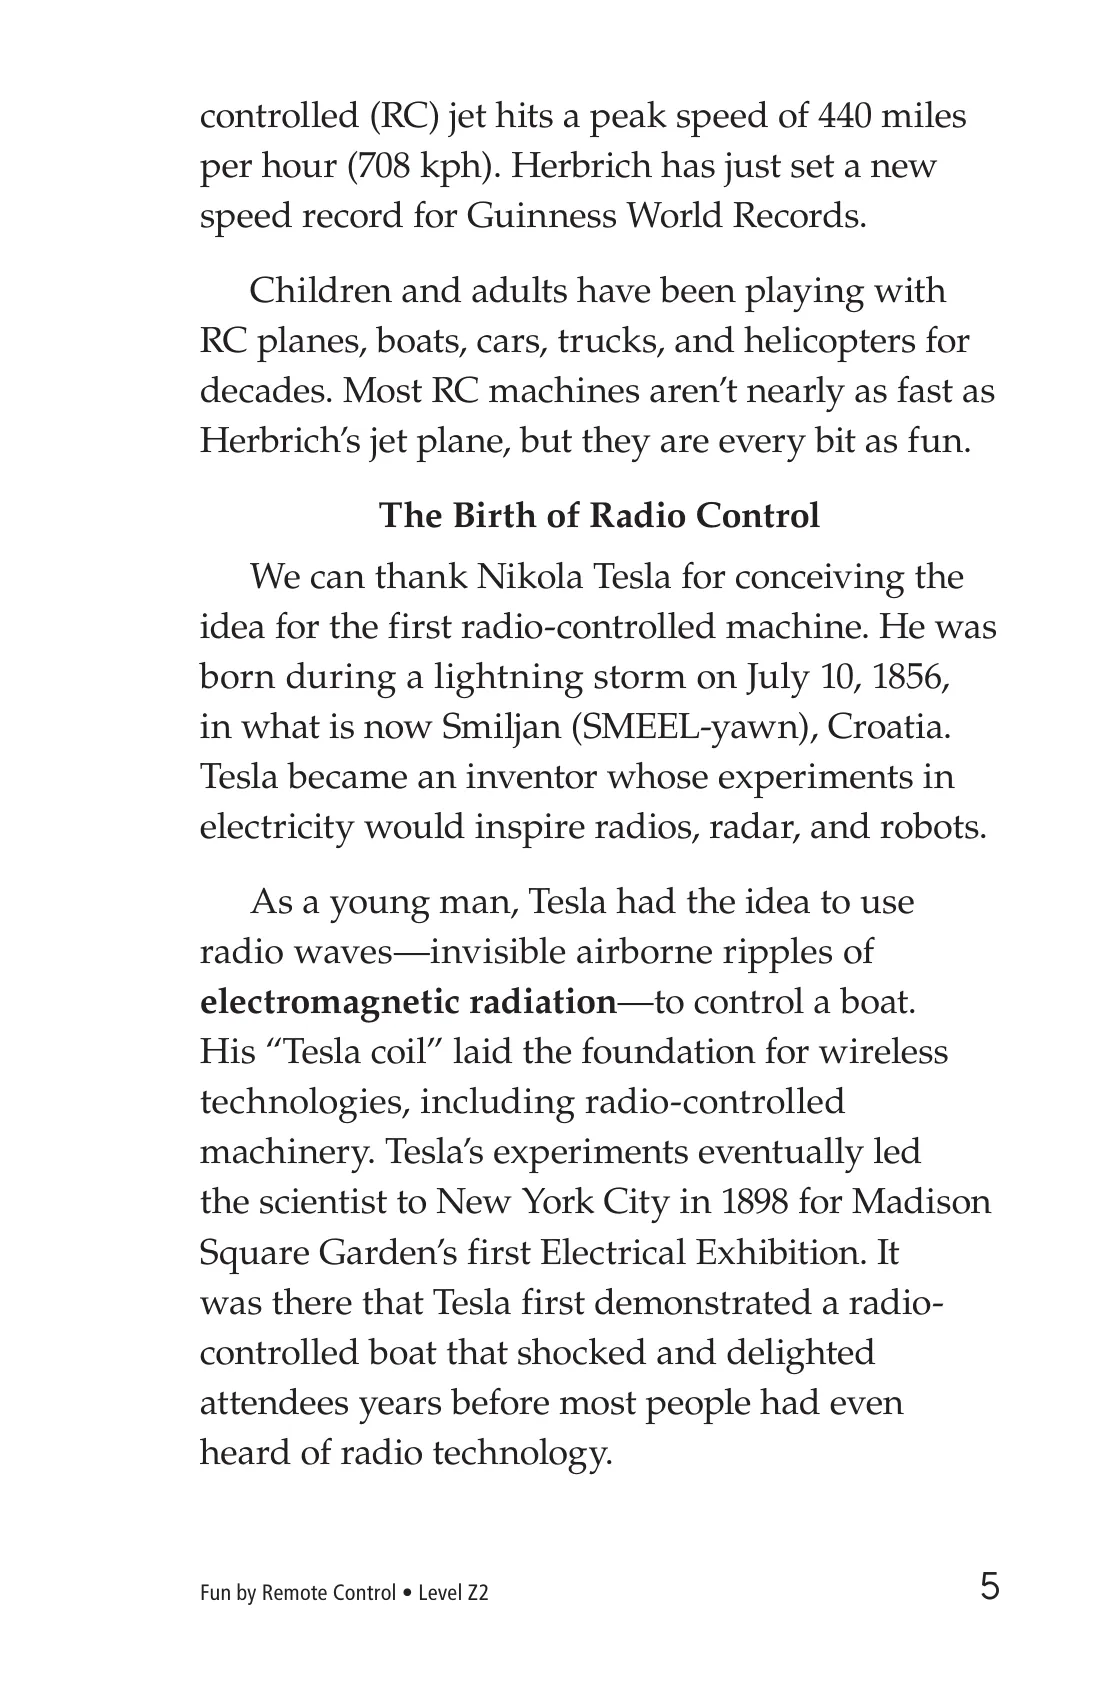 controlled (RC) jet hits a peak speed of 440 miles
per hour (708 kph). Herbrich has just set a new
speed record for Guinness World Records.
Children and adults have been playing with
RC planes, boats, cars, trucks, and helicopters for
decades. Most RC machines aren’t nearly as fast as
Herbrich’s jet plane, but they are every bit as fun.
The Birth of Radio Control
We can thank Nikola Tesla for conceiving the
idea for the first radio-controlled machine. He was
born during a lightning storm on July 10, 1856,
in what is now Smiljan (SMEEL-yawn), Croatia.
Tesla became an inventor whose experiments in
electricity would inspire radios, radar, and robots.
As a young man, Tesla had the idea to use
radio waves—invisible airborne ripples of
electromagnetic radiation—to control a boat.
His “Tesla coil” laid the foundation for wireless
technologies, including radio-controlled
machinery. Tesla’s experiments eventually led
the scientist to New York City in 1898 for Madison
Square Garden’s first Electrical Exhibition. It
was there that Tesla first demonstrated a radio-
controlled boat that shocked and delighted
attendees years before most people had even
heard of radio technology.
Fun by Remote Control • Level Z2
5